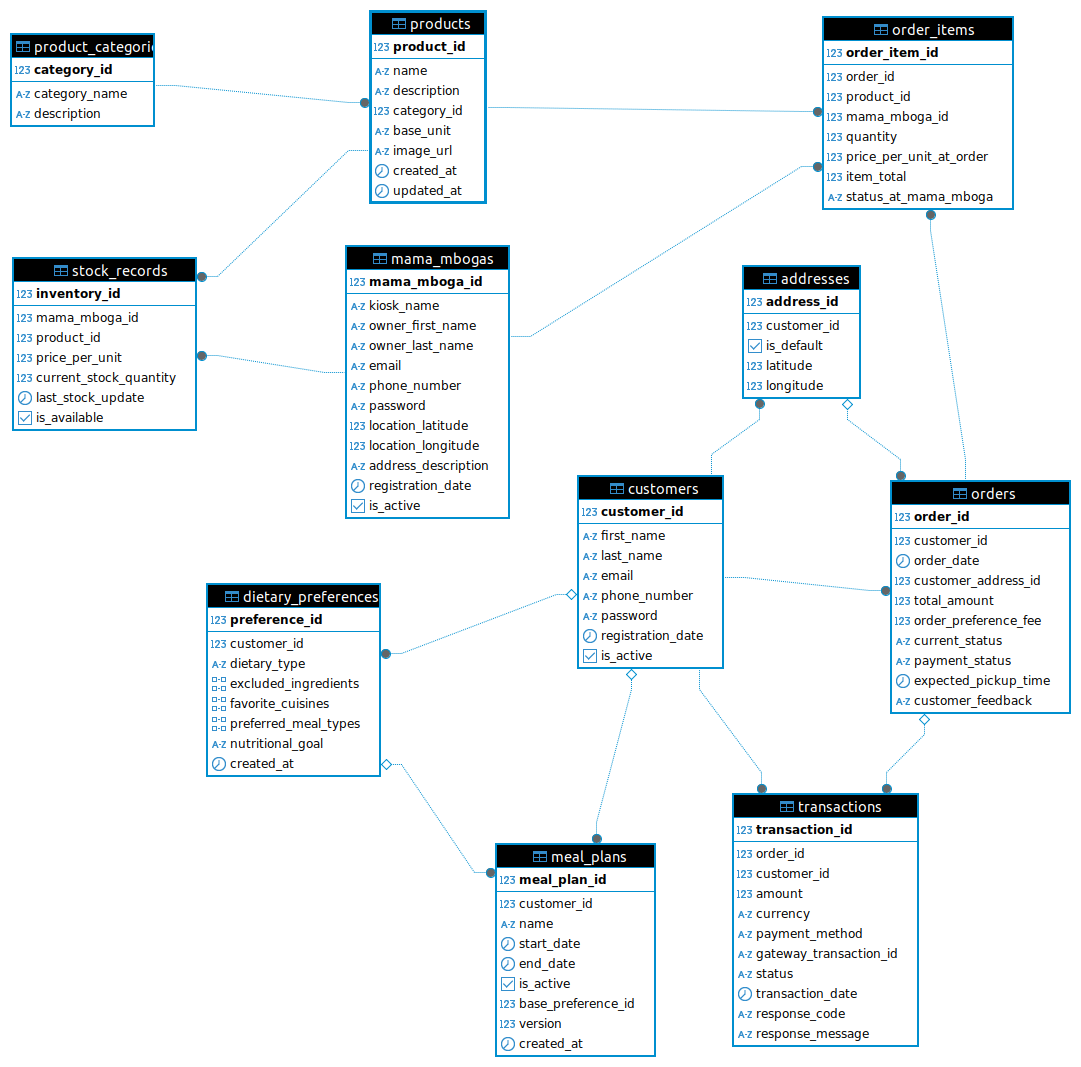 product_categori
123 category_id
A-Z category_name
A-Z description
products
123 product_id
A-Z name
A-Z description
123 category_id
A-Z base_unit
A-Z image_url
created_at
updated_at
order_items
123 order_item_id
123 order_id
123 product_id
123 mama_mboga_id
123 quantity
123 price_per_unit_at_order
123 item_total
A-Z status_at_mama_mboga
stock_records
123 inventory_id
123 mama_mboga_id
123 product_id
123 price_per_unit
123 current_stock_quantity
last_stock_update
is_available
mama_mbogas
123 mama_mboga_id
A-Z kiosk_name
A-Z owner_first_name
A-Z owner_last_name
A-Z email
A-Z phone_number
A-Z password
123 location_latitude
123 location_longitude
A-Z address_description
registration_date
is_active
addresses
123 address_id
123 customer_id
is_default
123 latitude
123 longitude
customers
123 customer_id
A-Z first_name
A-Z last_name
A-Z email
A-Z phone_number
A-Z password
registration_date
is_active
orders
123 order_id
123 customer_id
order_date
123 customer_address_id
123 total_amount
123 order_preference_fee
A-Z current_status
A-Z payment_status
expected_pickup_time
A-Z customer_feedback
dietary_preferences
123 preference_id
123 customer_id
A-Z dietary_type
excluded_ingredients
favorite_cuisines
preferred_meal_types
A-Z nutritional_goal
created_at
meal_plans
123 meal_plan_id
123 customer_id
A-Z name
start_date
end_date
is_active
123 base_preference_id
123 version
created_at
transactions
123 transaction_id
123 order_id
123 customer_id
123 amount
A-Z currency
A-Z payment_method
A-Z gateway_transaction_id
A-Z status
transaction_date
A-Z response_code
A-Z response_message